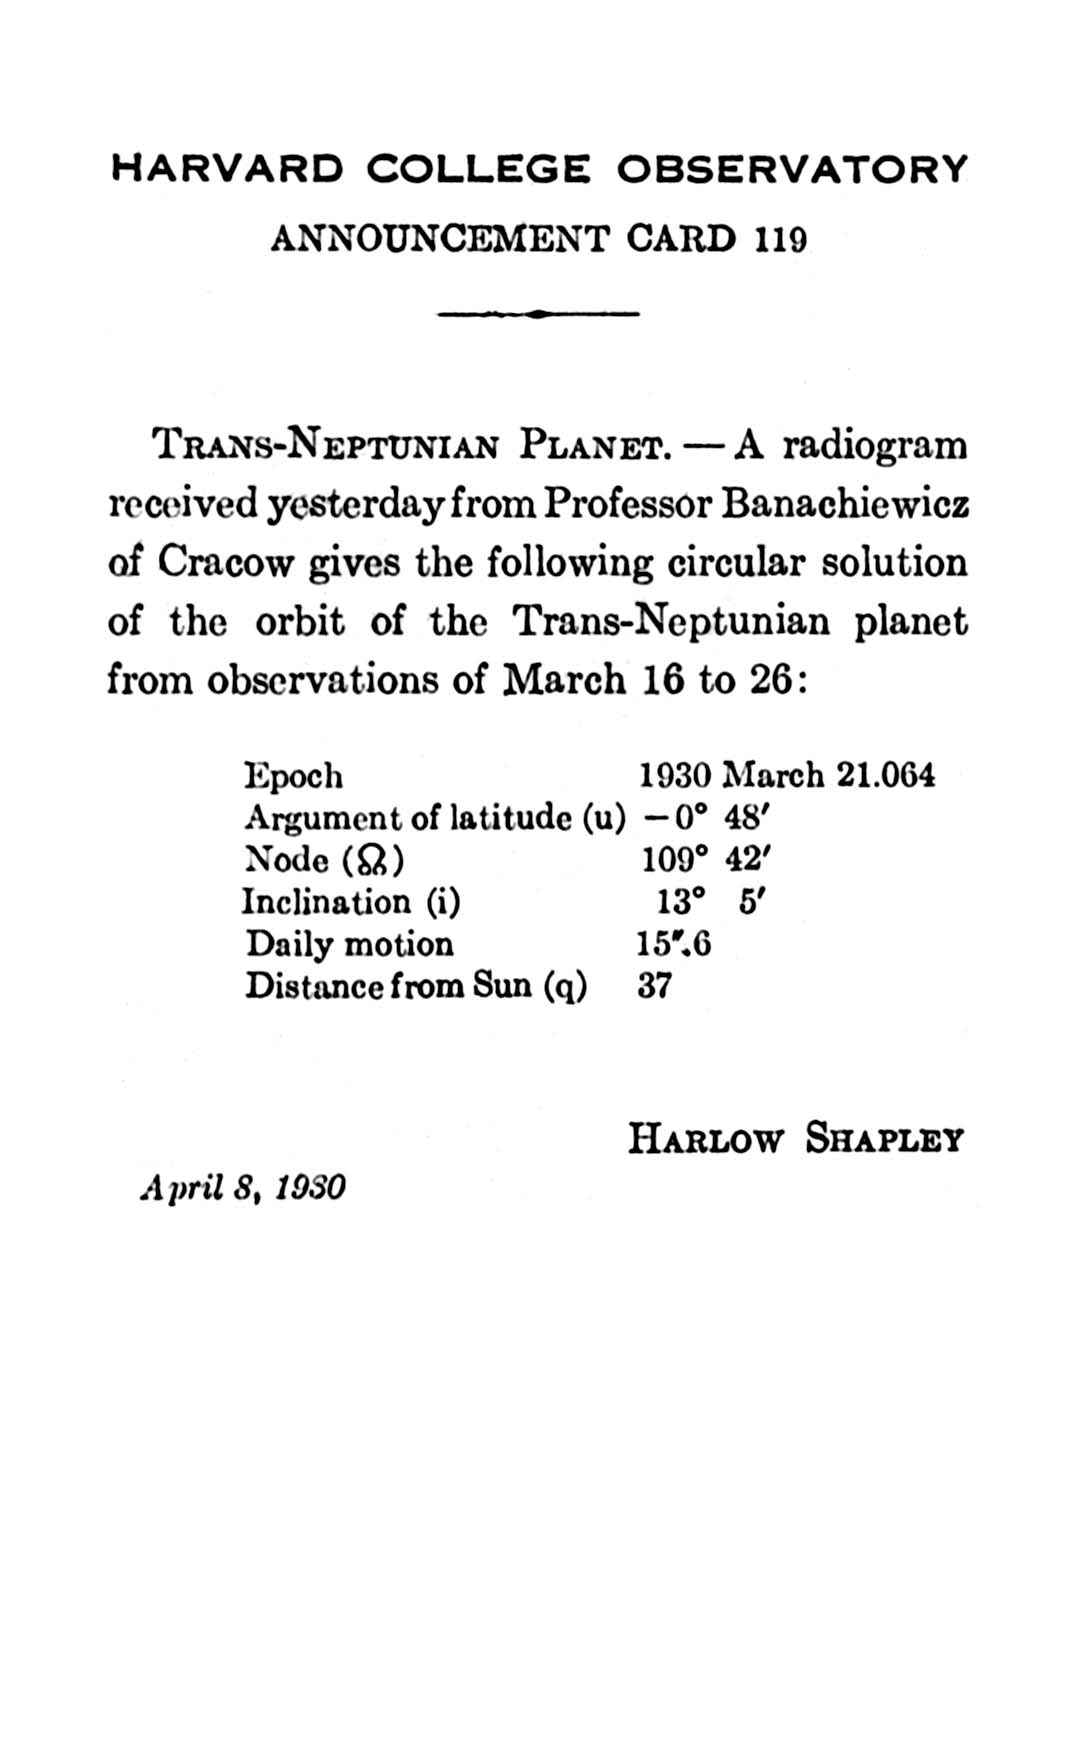 HARVARD COLLEGE OBSERVATORY
ANNOUNCEMENT CARD 119
TRANS-NEPTUNIAN PLANET. — A radiogram
received yesterday from Professor Banachiewicz
of Cracow gives the following circular solution
of the orbit of the Trans-Neptunian planet
from observations of March 16 to 26:
Epoch 1930 March 21.064
Argument of latitude (u) —0° 48′
Node (☊) 109° 42′
Inclination (i) 13° 5′
Daily motion 15″.6
Distance from Sun (q) 37
HARLOW SHAPLEY
April 8, 1930